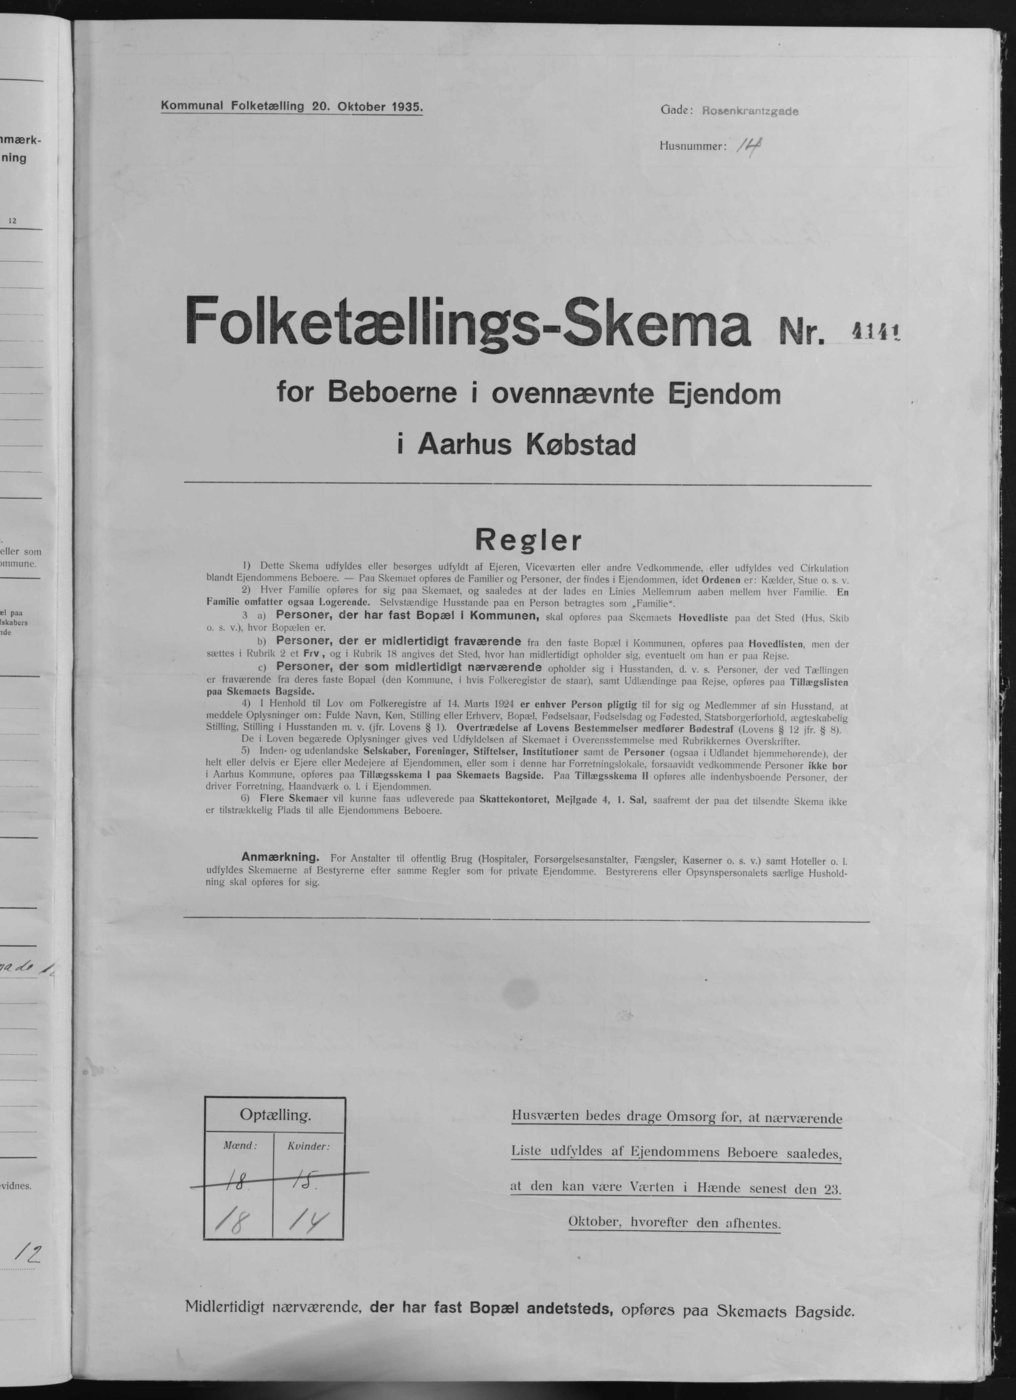 nmærk-
ning
12
eller som
ommune.
el paa
lskabers
nde
vidnes.
12
Kommunal Folketælling 20. Oktober 1935.
Gade: Rosenkrantzgade
Husnummer: 14
Folketællings-Skema Nr. 4141
for Beboerne i ovennævnte Ejendom
i Aarhus Købstad
Regler
1) Dette Skema udfyldes eller besørges udfyldt af Ejeren, Viceværten eller andre Vedkommende, eller udfyldes ved Cirkulation
blandt Ejendommens Beboere. — Paa Skemaet opføres de Familier og Personer, der findes i Ejendommen, idet Ordenen er: Kælder, Stue o. s. v.
2) Hver Familie opføres for sig paa Skemaet, og saaledes at der lades en Linies Mellemrum aaben mellem hver Familie. En
Familie omfatter ogsaa Logerende. Selvstændige Husstande paa en Person betragtes som „Familie“.
3 a) Personer, der har fast Bopæl i Kommunen, skal opføres paa Skemaets Hovedliste paa det Sted (Hus, Skib
o. s. v.), hvor Bopælen er.
b) Personer, der er midlertidigt fraværende fra den faste Bopæl i Kommunen, opføres paa Hovedlisten, men der
sættes i Rubrik 2 et Frv., og i Rubrik 18 angives det Sted, hvor han midlertidigt opholder sig, eventuelt om han er paa Rejse.
c) Personer, der som midlertidigt nærværende opholder sig i Husstanden, d. v. s. Personer, der ved Tællingen
er fraværende fra deres faste Bopæl (den Kommune, i hvis Folkeregister de staar), samt Udlændinge paa Rejse, opføres paa Tillægslisten
paa Skemaets Bagside.
4) I Henhold til Lov om Folkeregistre af 14. Marts 1924 er enhver Person pligtig til for sig og Medlemmer af sin Husstand, at
meddele Oplysninger om: Fulde Navn, Køn, Stilling eller Erhverv, Bopæl, Fødselsaar, Fødselsdag og Fødested, Statsborgerforhold, ægteskabelig
Stilling, Stilling i Husstanden m. v. (jfr. Lovens § 1). Overtrædelse af Lovens Bestemmelser medfører Bødestraf (Lovens § 12 jfr. § 8).
De i Loven begærede Oplysninger gives ved Udfyldelsen af Skemaet i Overensstemmelse med Rubrikkernes Overskrifter.
5) Inden- og udenlandske Selskaber, Foreninger, Stiftelser, Institutioner samt de Personer (ogsaa i Udlandet hjemmehørende), der
helt eller delvis er Ejere eller Medejere af Ejendommen, eller som i denne har Forretningslokale, forsaavidt vedkommende Personer ikke bor
i Aarhus Kommune, opføres paa Tillægsskema I paa Skemaets Bagside. Paa Tillægsskema II opføres alle indenbysboende Personer, der
driver Forretning, Haandværk o. l. i Ejendommen.
6) Flere Skemaer vil kunne faas udleverede paa Skattekontoret, Mejlgade 4, 1. Sal, saafremt der paa det tilsendte Skema ikke
er tilstrækkelig Plads til alle Ejendommens Beboere.
Anmærkning. For Anstalter til offentlig Brug (Hospitaler, Forsørgelsesanstalter, Fængsler, Kaserner o. s. v.) samt Hoteller o. l.
udfyldes Skemaerne af Bestyrerne efter samme Regler som for private Ejendomme. Bestyrerens eller Opsynspersonalets særlige Hushold-
ning skal opføres for sig.
Optælling.
Mænd: Kvinder:
18 15.
18 14
Husværten bedes drage Omsorg for, at nærværende
Liste udfyldes af Ejendommens Beboere saaledes,
at den kan være Værten i Hænde senest den 23.
Oktober, hvorefter den afhentes.
Midlertidigt nærværende, der har fast Bopæl andetsteds, opføres paa Skemaets Bagside.